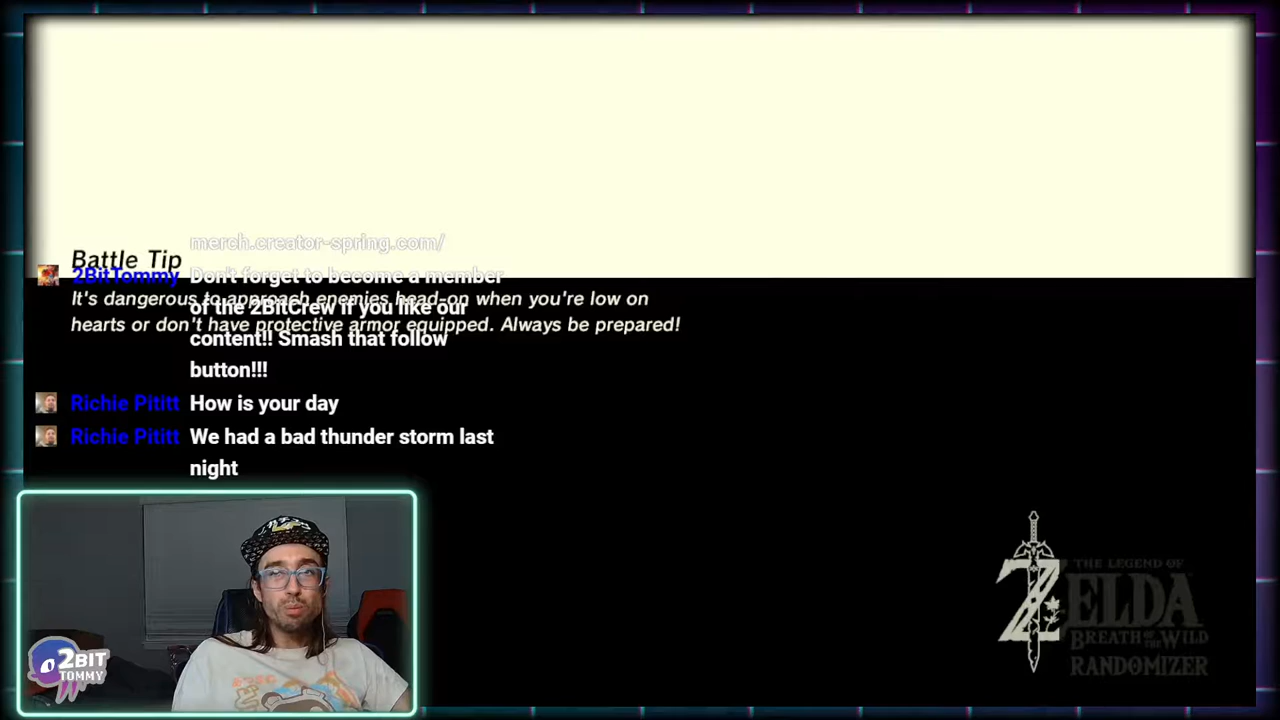 merch.creator-spring.com/
Battle Tip
2BitTommy Don't forget to become a member
It's dangerous to approach enemies head-on when you're low on
of the 2BitCrew if you like our
hearts or don't have protective armor equipped. Always be prepared!
content!! Smash that follow
button!!!
Richie Pititt How is your day
Richie Pititt We had a bad thunder storm last
night
THE LEGEND OF
ZELDA
BREATH OF THE WILD
RANDOMIZER
2BIT
TOMMY